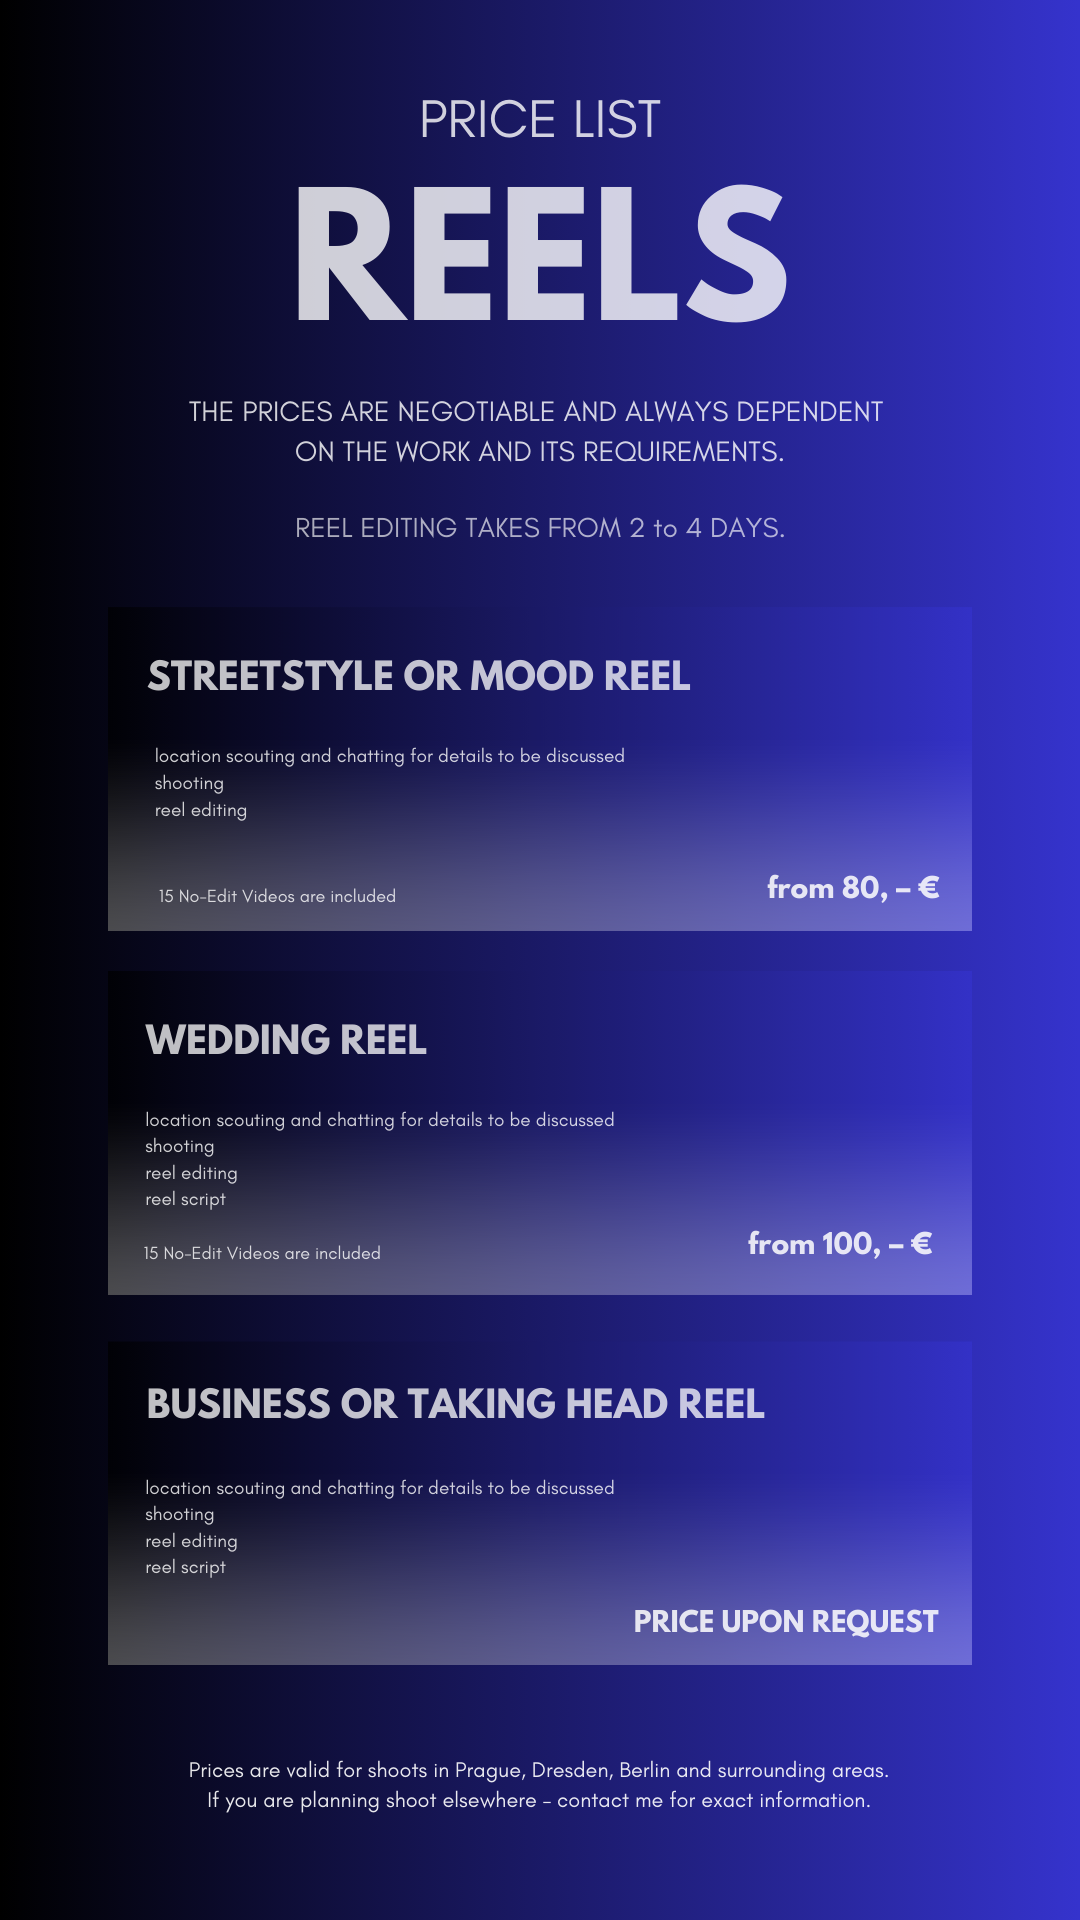 PRICE LIST
REELS
THE PRICES ARE NEGOTIABLE AND ALWAYS DEPENDENT
ON THE WORK AND ITS REQUIREMENTS.
REEL EDITING TAKES FROM 2 to 4 DAYS.
STREETSTYLE OR MOOD REEL
location scouting and chatting for details to be discussed
shooting
reel editing
15 No-Edit Videos are included
from 80, – €
WEDDING REEL
location scouting and chatting for details to be discussed
shooting
reel editing
reel script
15 No-Edit Videos are included
from 100, – €
BUSINESS OR TAKING HEAD REEL
location scouting and chatting for details to be discussed
shooting
reel editing
reel script
PRICE UPON REQUEST
Prices are valid for shoots in Prague, Dresden, Berlin and surrounding areas.
If you are planning shoot elsewhere – contact me for exact information.